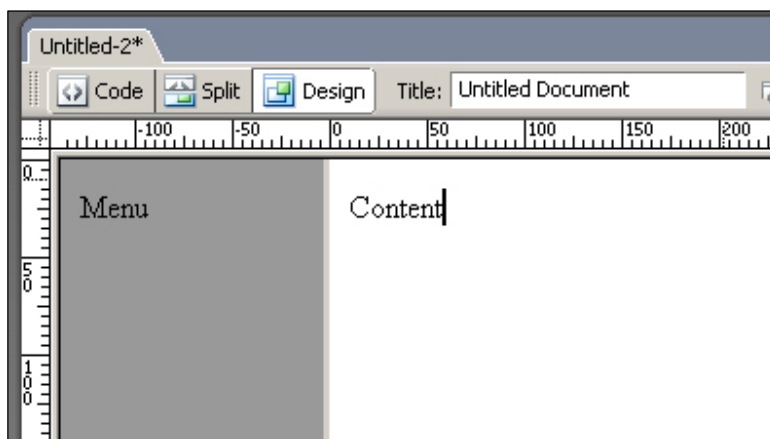 Untitled-2*
Code Split Design Title: Untitled Document
-100 -50 0 50 100 150 200
0
Menu Content
50
100